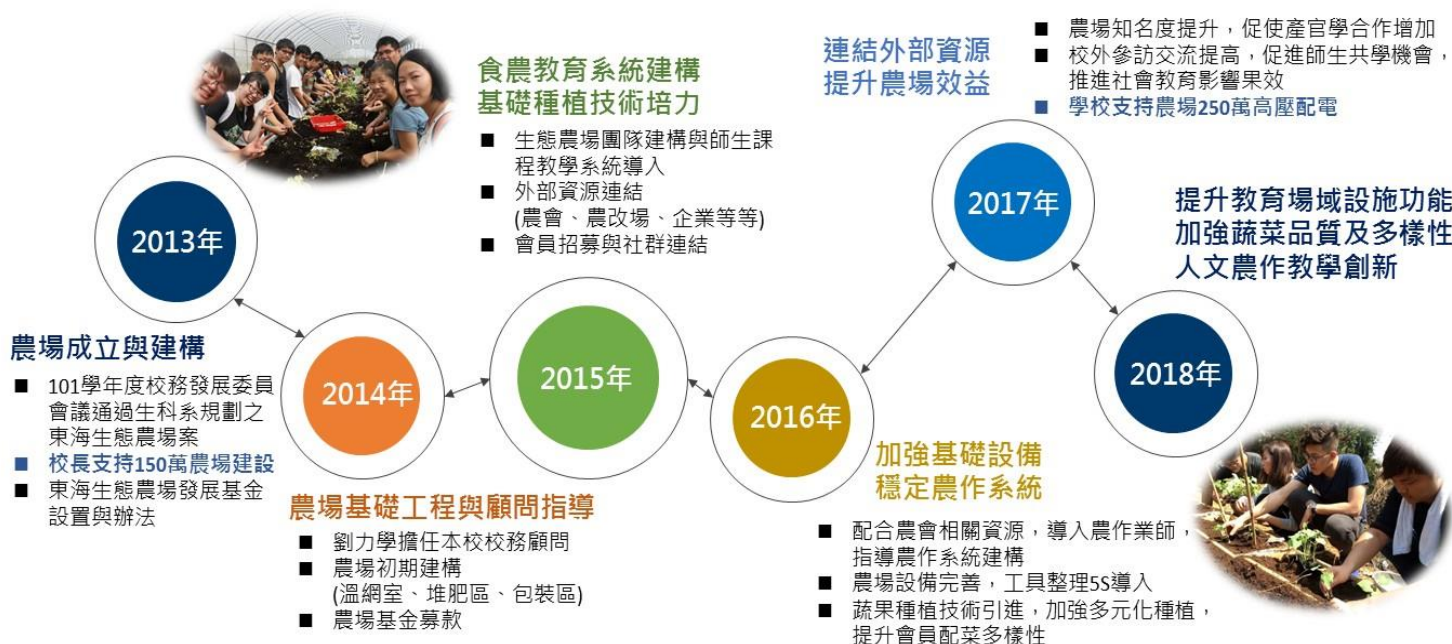 2013年
農場成立與建構
■ 101學年度校務發展委員
會議通過生科系規劃之
東海生態農場案
■ 校長支持150萬農場建設
■ 東海生態農場發展基金
設置與辦法
2014年
農場基礎工程與顧問指導
■ 劉力學擔任本校校務顧問
■ 農場初期建構
(溫網室、堆肥區、包裝區)
■ 農場基金募款
食農教育系統建構
基礎種植技術培力
■ 生態農場團隊建構與師生課
程教學系統導入
■ 外部資源連結
(農會、農改場、企業等等)
■ 會員招募與社群連結
2015年
2016年
加強基礎設備
穩定農作系統
■ 配合農會相關資源，導入農作業師，
指導農作系統建構
■ 農場設備完善，工具整理5S導入
■ 蔬果種植技術引進，加強多元化種植，
提升會員配菜多樣性
連結外部資源
提升農場效益
■ 農場知名度提升，促使產官學合作增加
■ 校外參訪交流提高，促進師生共學機會，
推進社會教育影響果效
■ 學校支持農場250萬高壓配電
2017年
提升教育場域設施功能
加強蔬菜品質及多樣性
人文農作教學創新
2018年